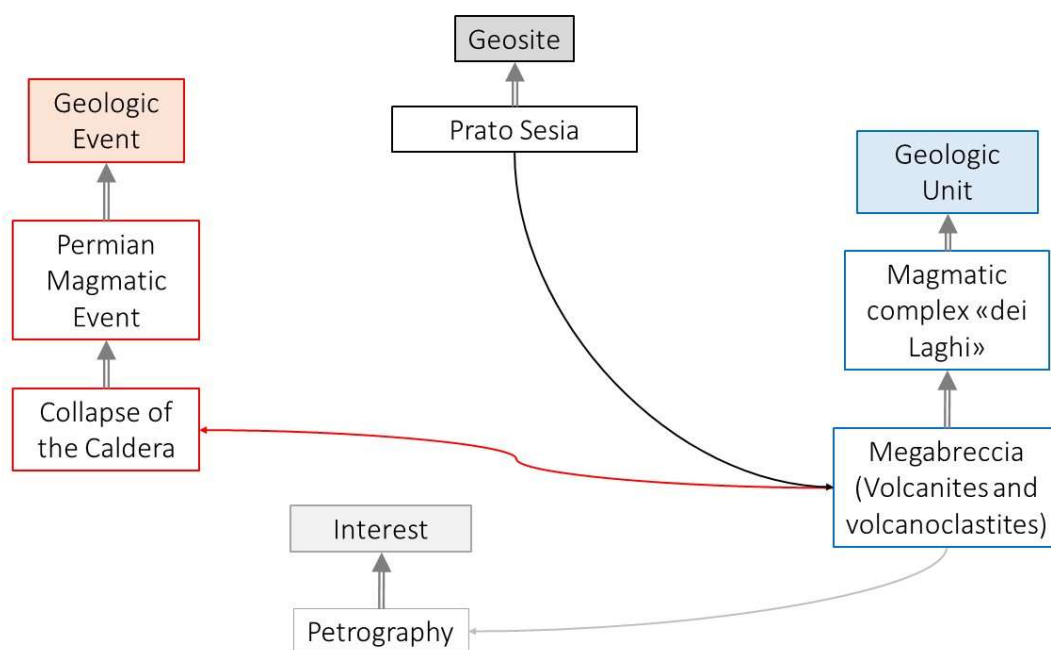 Geosite
Prato Sesia
Geologic
Event
Permian
Magmatic
Event
Collapse of
the Caldera
Geologic
Unit
Magmatic
complex «dei
Laghi»
Megabreccia
(Volcanites and
volcanoclastites)
Interest
Petrography